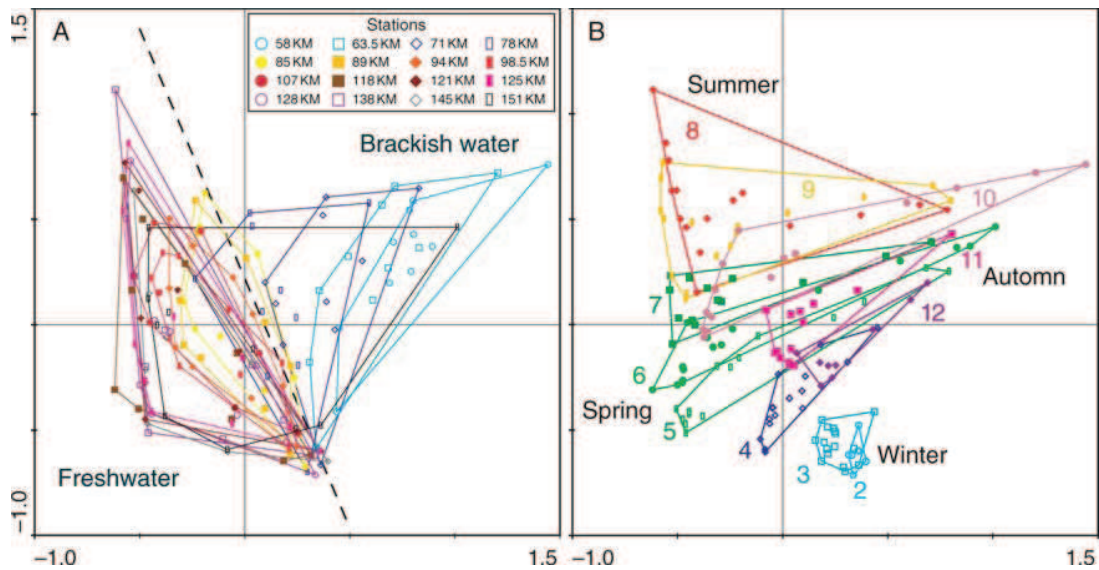 A
Stations
58 KM 63.5 KM 71 KM 78 KM
85 KM 89 KM 94 KM 98.5 KM
107 KM 118 KM 121 KM 125 KM
128 KM 138 KM 145 KM 151 KM
Brackish water
Freshwater
1.5
-1.0
-1.0
1.5
B
Summer
8
9
10
11
Automn
7
12
6
Spring
5
4
Winter
3
2
-1.0
1.5